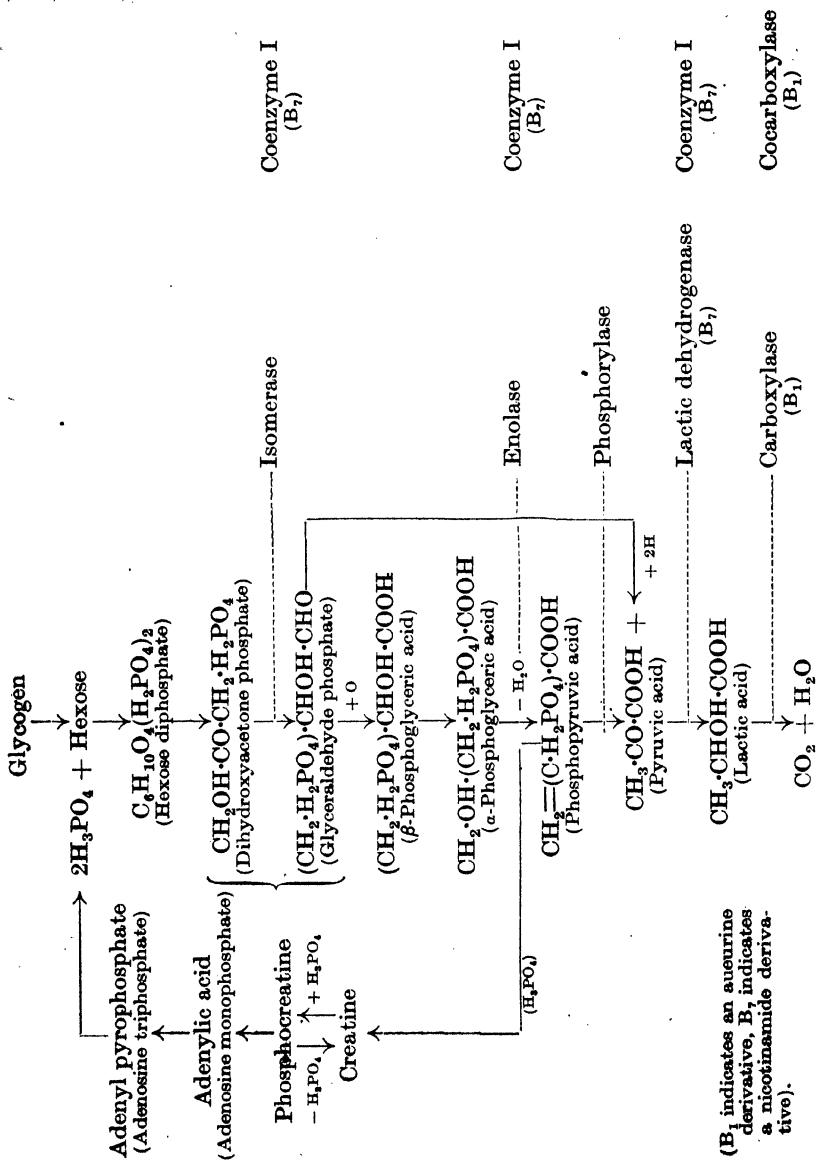 Glycogen
Adenyl pyrophosphate
(Adenosine triphosphate)
2H₃PO₄ + Hexose
C₆H₁₀O₄(H₂PO₄)₂
(Hexose diphosphate)
Adenylic acid
(Adenosine monophosphate)
CH₂OH·CO·CH₂·H₂PO₄
(Dihydroxyacetone phosphate)
Isomerase
Coenzyme I
(B₇)
(CH₂·H₂PO₄)·CHOH·CHO
(Glyceraldehyde phosphate)
Phosphocreatine
− H₃PO₄ + H₃PO₄
Creatine
+ O
(CH₂·H₂PO₄)·CHOH·COOH
(β-Phosphoglyceric acid)
CH₂·OH·(CH₂·H₂PO₄)·COOH
(α-Phosphoglyceric acid)
− H₂O
Enolase
Coenzyme I
(B₇)
(H₃PO₄)
CH₂=(C·H₂PO₄)·COOH
(Phosphopyruvic acid)
Phosphorylase
CH₃·CO·COOH +
(Pyruvic acid)
+ 2H
Lactic dehydrogenase
(B₇)
Coenzyme I
(B₇)
CH₃·CHOH·COOH
(Lactic acid)
Carboxylase
(B₁)
Cocarboxylase
(B₁)
CO₂ + H₂O
(B₁ indicates an aueurine
derivative, B₇ indicates
a nicotinamide deriva-
tive).